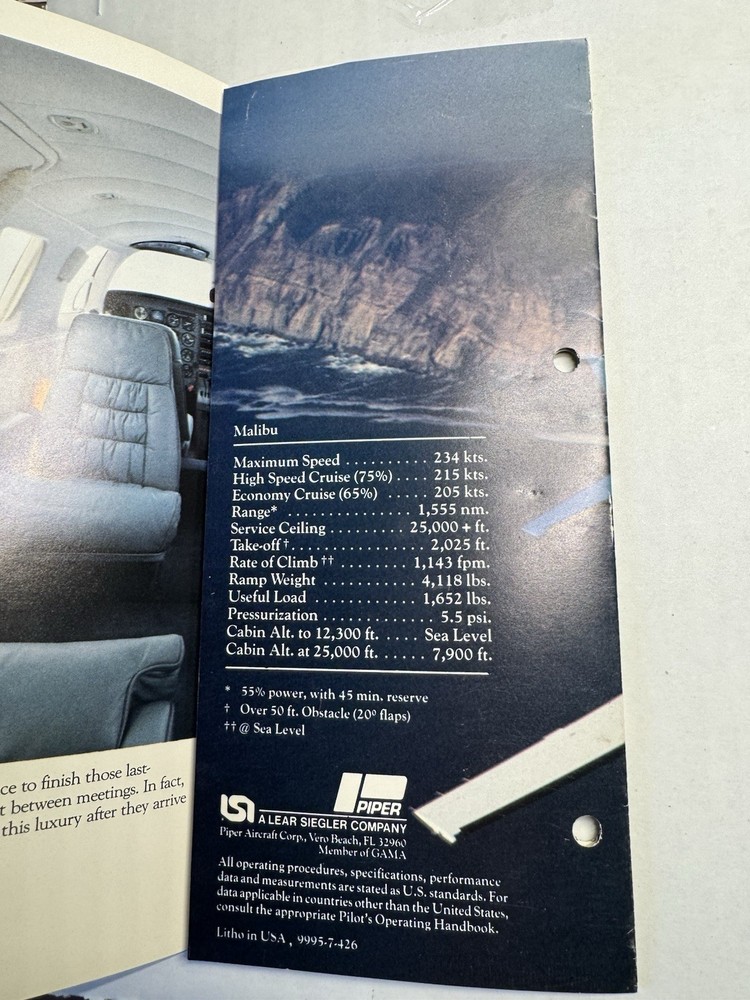 ce to finish those last-
t between meetings. In fact,
this luxury after they arrive
Malibu
Maximum Speed .......... 234 kts.
High Speed Cruise (75%) .... 215 kts.
Economy Cruise (65%) ..... 205 kts.
Range* ................ 1,555 nm.
Service Ceiling ......... 25,000 + ft.
Take-off †................ 2,025 ft.
Rate of Climb †† ......... 1,143 fpm.
Ramp Weight ........... 4,118 lbs.
Useful Load ............ 1,652 lbs.
Pressurization ............ 5.5 psi.
Cabin Alt. to 12,300 ft. .... Sea Level
Cabin Alt. at 25,000 ft. ...... 7,900 ft.
* 55% power, with 45 min. reserve
† Over 50 ft. Obstacle (20º flaps)
†† @ Sea Level
PIPER
LSI A LEAR SIEGLER COMPANY
Piper Aircraft Corp., Vero Beach, FL 32960
Member of GAMA
All operating procedures, specifications, performance
data and measurements are stated as U.S. standards. For
data applicable in countries other than the United States,
consult the appropriate Pilot's Operating Handbook.
Litho in USA , 9995-7-426